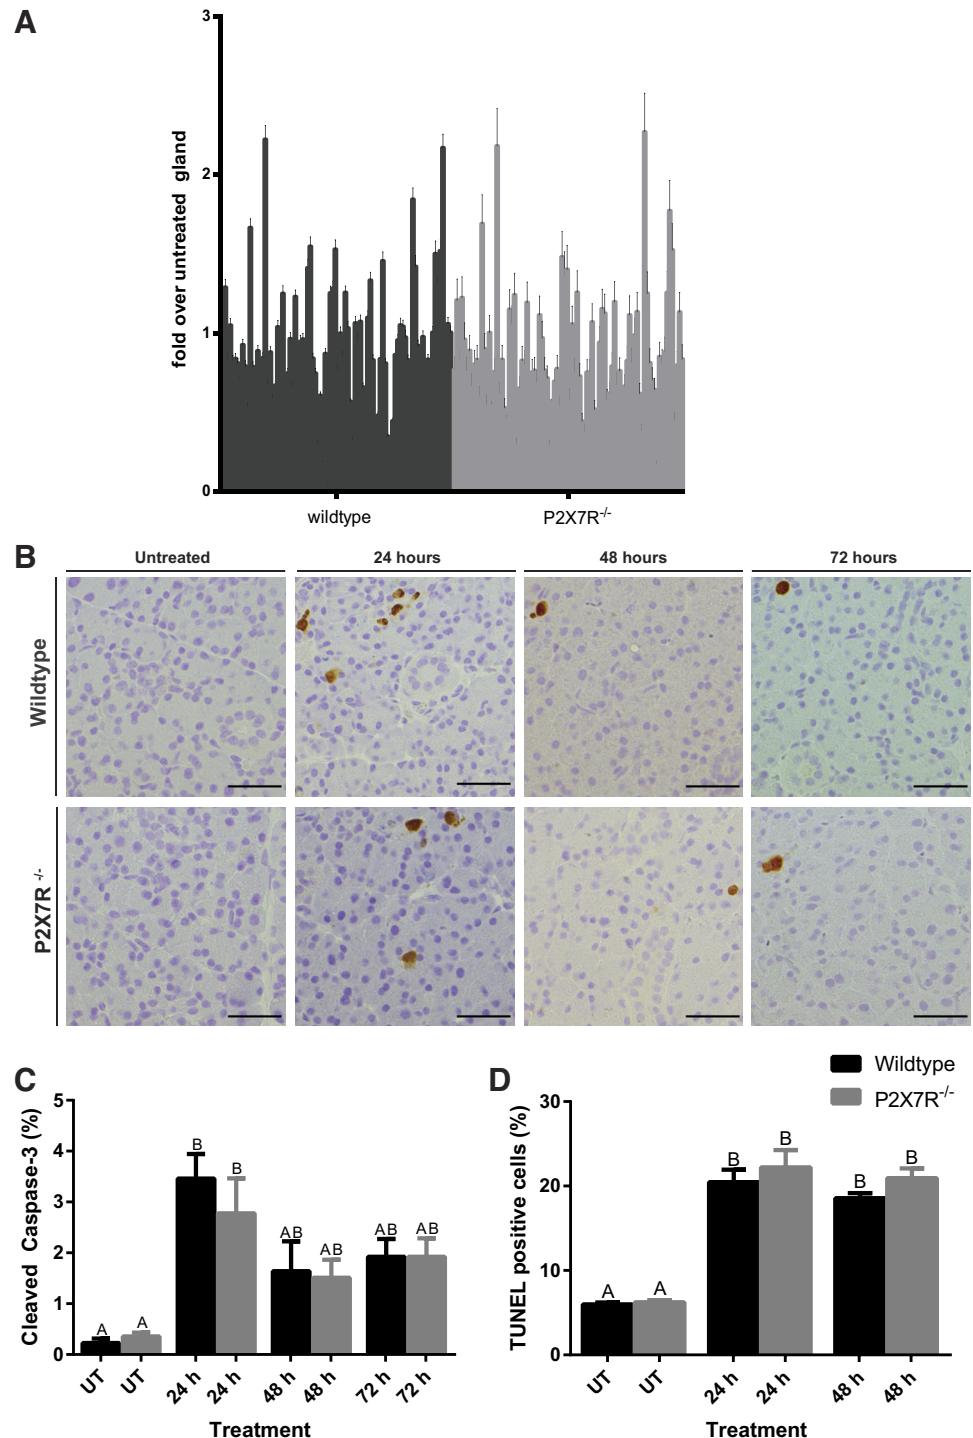 A
3
2
1
0
fold over untreated gland
wildtype
P2X7R-/-
B
Untreated
24 hours
48 hours
72 hours
Wildtype
P2X7R -/-
C
Cleaved Caspase-3 (%)
5
4
3
2
1
0
A
A
B
B
AB
AB
AB
AB
UT
UT
24 h
24 h
48 h
48 h
72 h
72 h
Treatment
D
Wildtype
P2X7R-/-
TUNEL positive cells (%)
30
20
10
0
A
A
B
B
B
B
UT
UT
24 h
24 h
48 h
48 h
Treatment